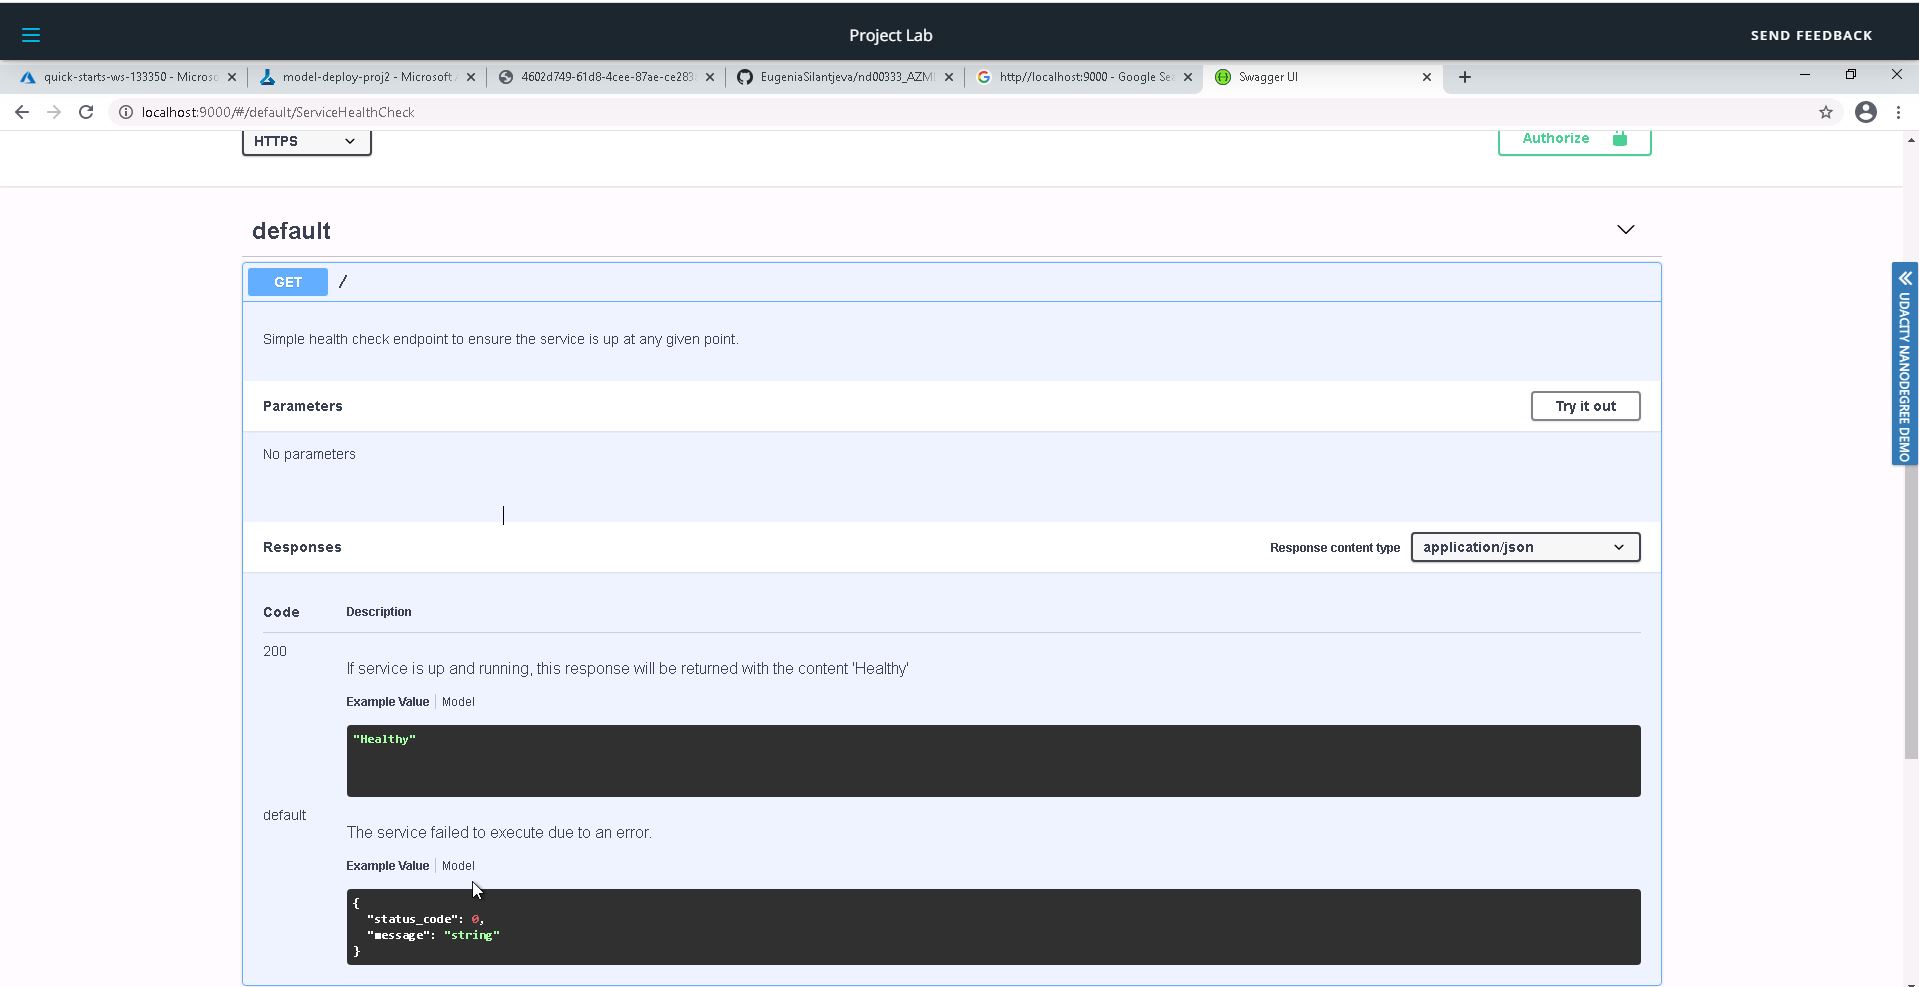 Project Lab
SEND FEEDBACK
quick-starts-ws-133350 - Microso
model-deploy-proj2 - Microsoft A
4602d749-61d8-4cee-87ae-ce283
EugeniaSilantjeva/nd00333_AZML
http://localhost:9000 - Google Sea
Swagger UI
localhost:9000/#/default/ServiceHealthCheck
HTTPS
Authorize
default
GET /
Simple health check endpoint to ensure the service is up at any given point.
Parameters
Try it out
No parameters
Responses
Response content type
application/json
Code
Description
200
If service is up and running, this response will be returned with the content 'Healthy'
Example Value | Model
"Healthy"
default
The service failed to execute due to an error.
Example Value | Model
{
"status_code": 0,
"message": "string"
}
UDACITY NANODEGREE DEMO